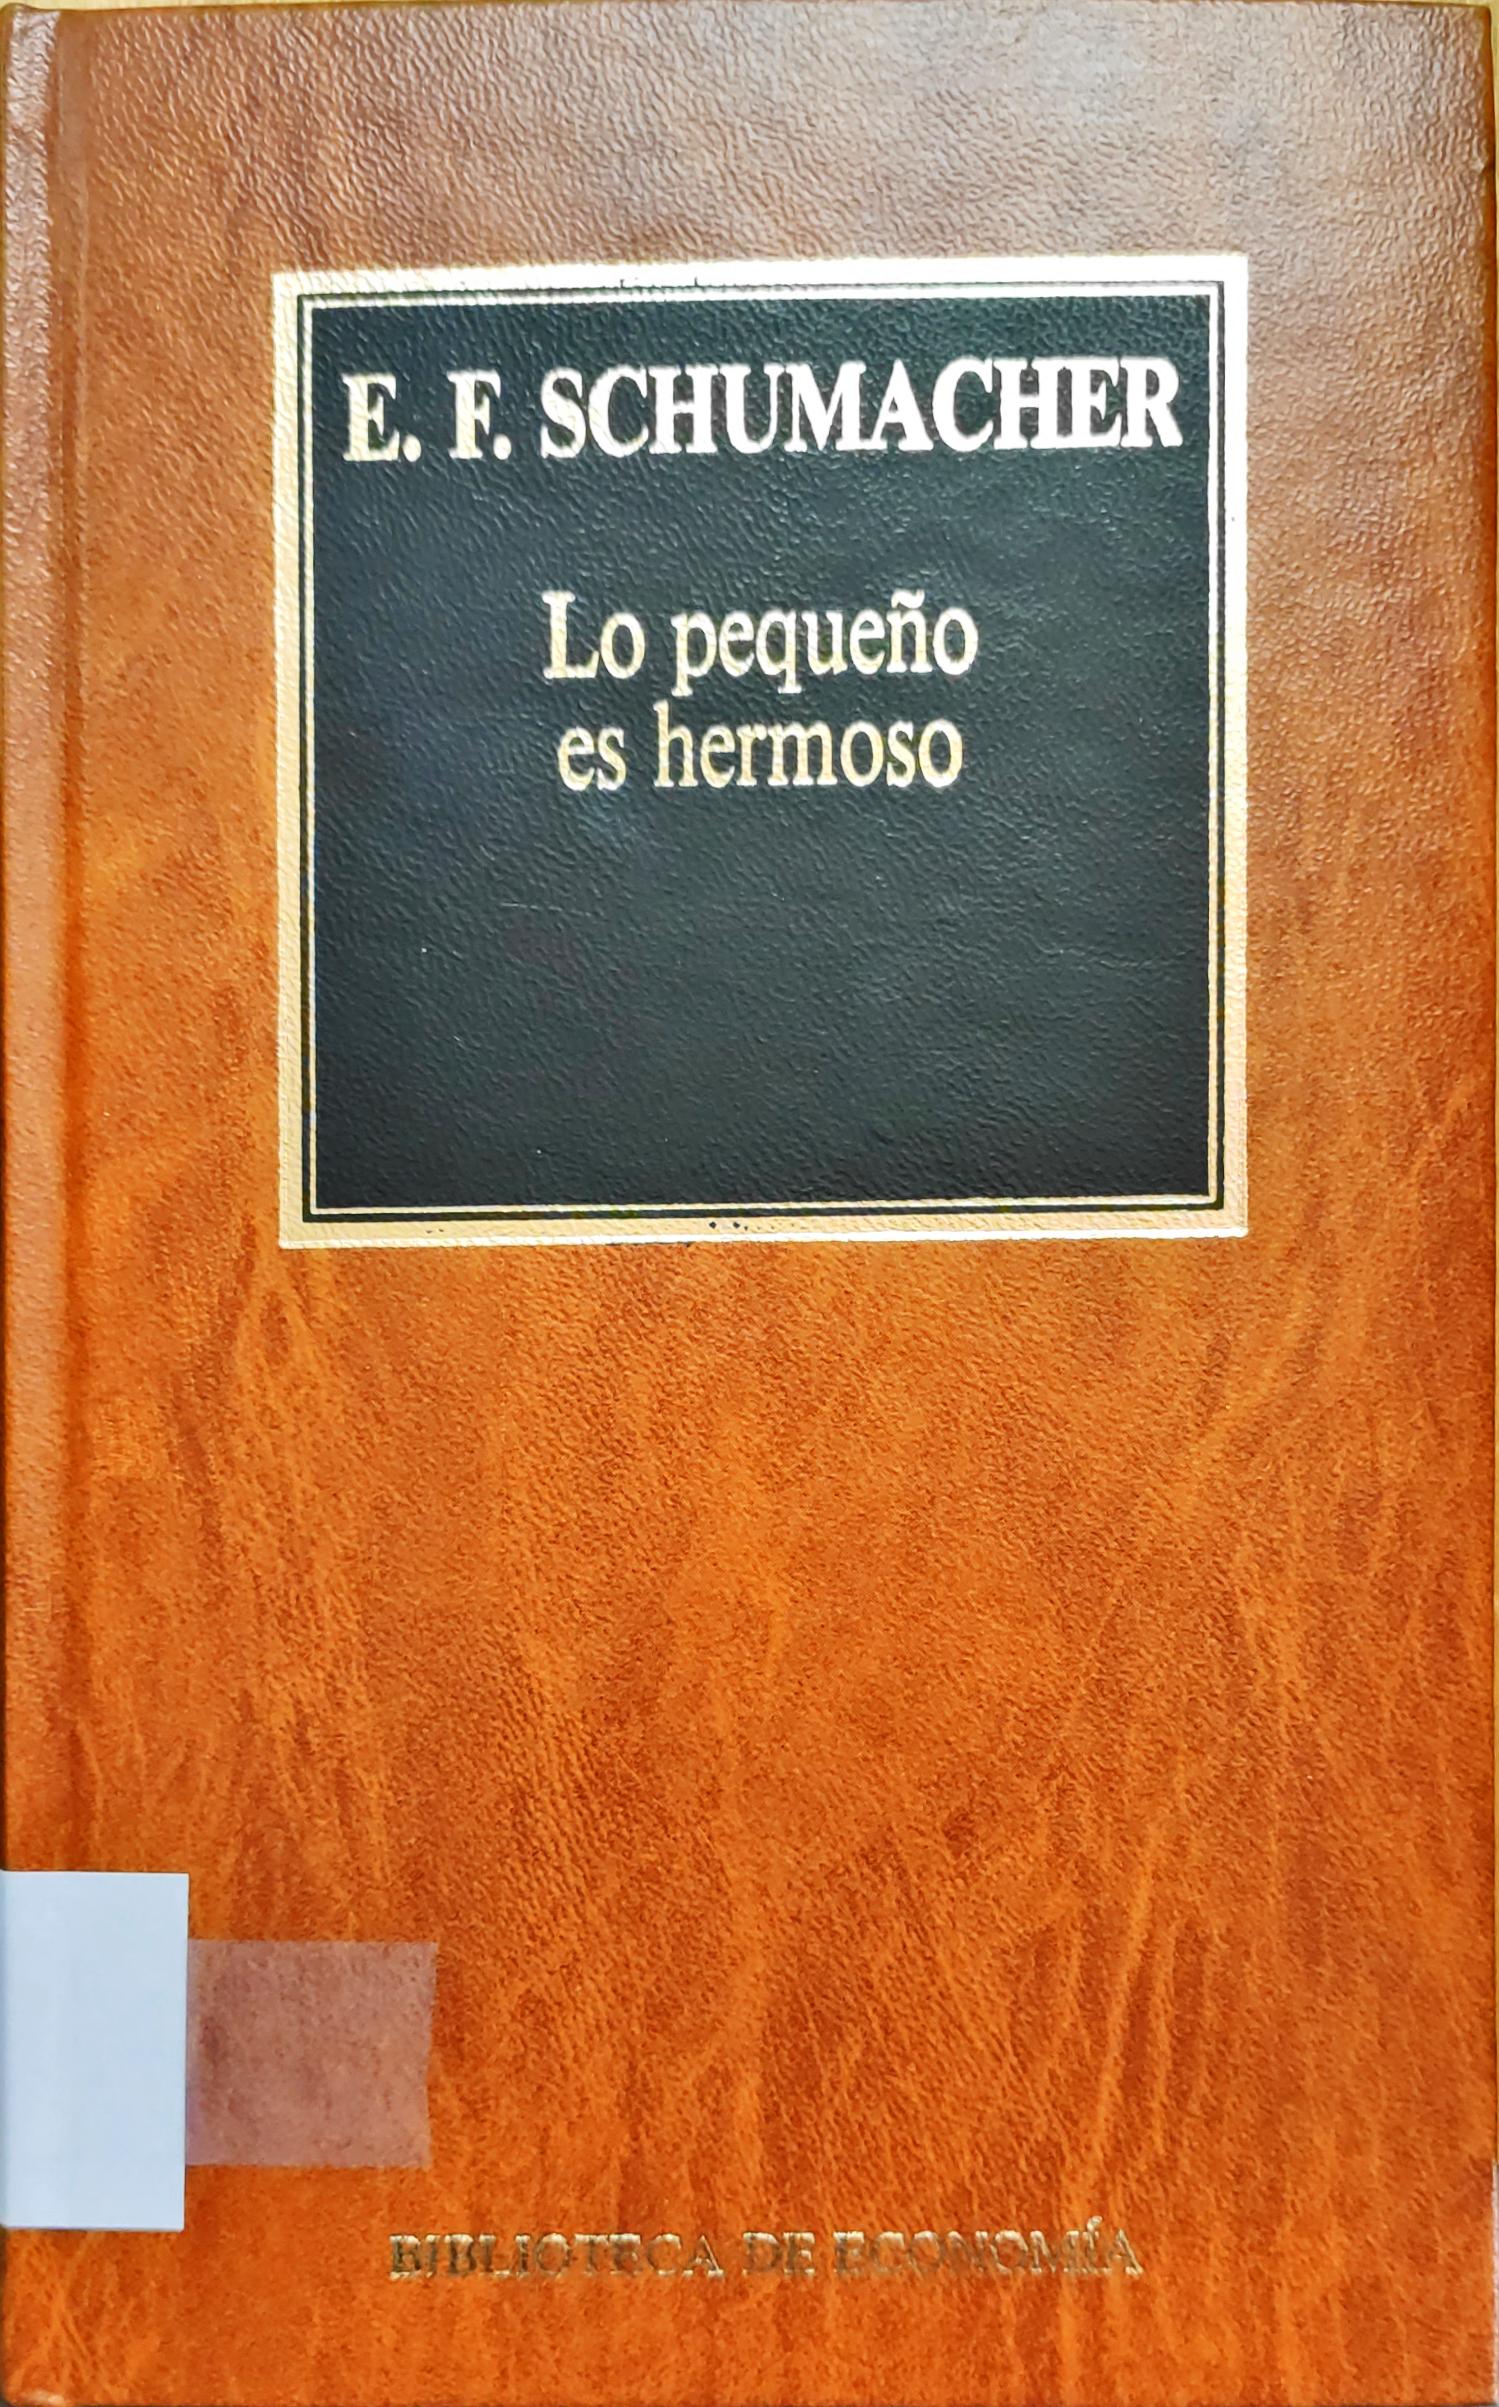 E. F. SCHUMACHER
Lo pequeño
es hermoso
BIBLIOTECA DE ECONOMÍA